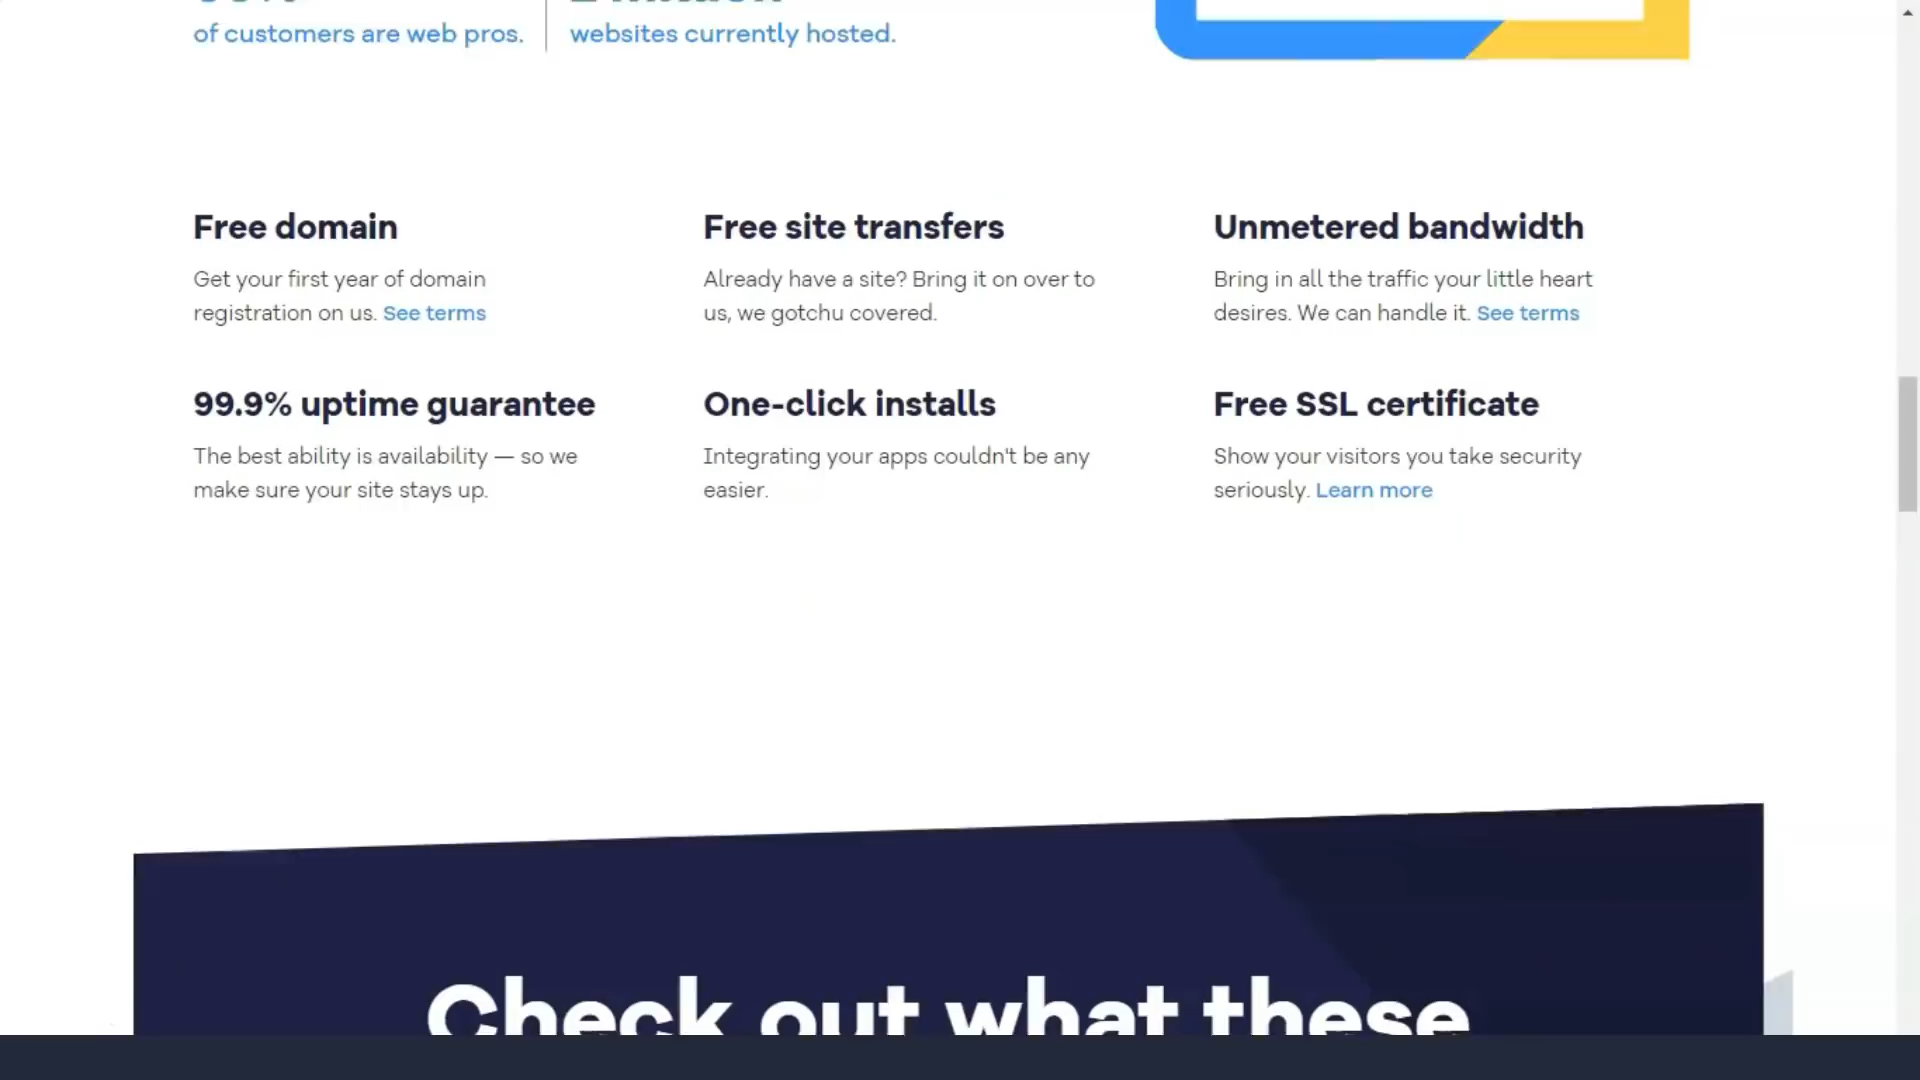 of customers are web pros.
websites currently hosted.
Free domain
Get your first year of domain
registration on us. See terms
Free site transfers
Already have a site? Bring it on over to
us, we gotchu covered.
Unmetered bandwidth
Bring in all the traffic your little heart
desires. We can handle it. See terms
99.9% uptime guarantee
The best ability is availability — so we
make sure your site stays up.
One-click installs
Integrating your apps couldn't be any
easier.
Free SSL certificate
Show your visitors you take security
seriously. Learn more
Check out what these